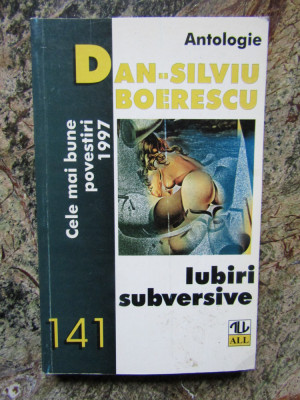 Antologie
DAN-SILVIU
BOERESCU
Cele mai bune
povestiri
1997
Iubiri
subversive
141
ALL